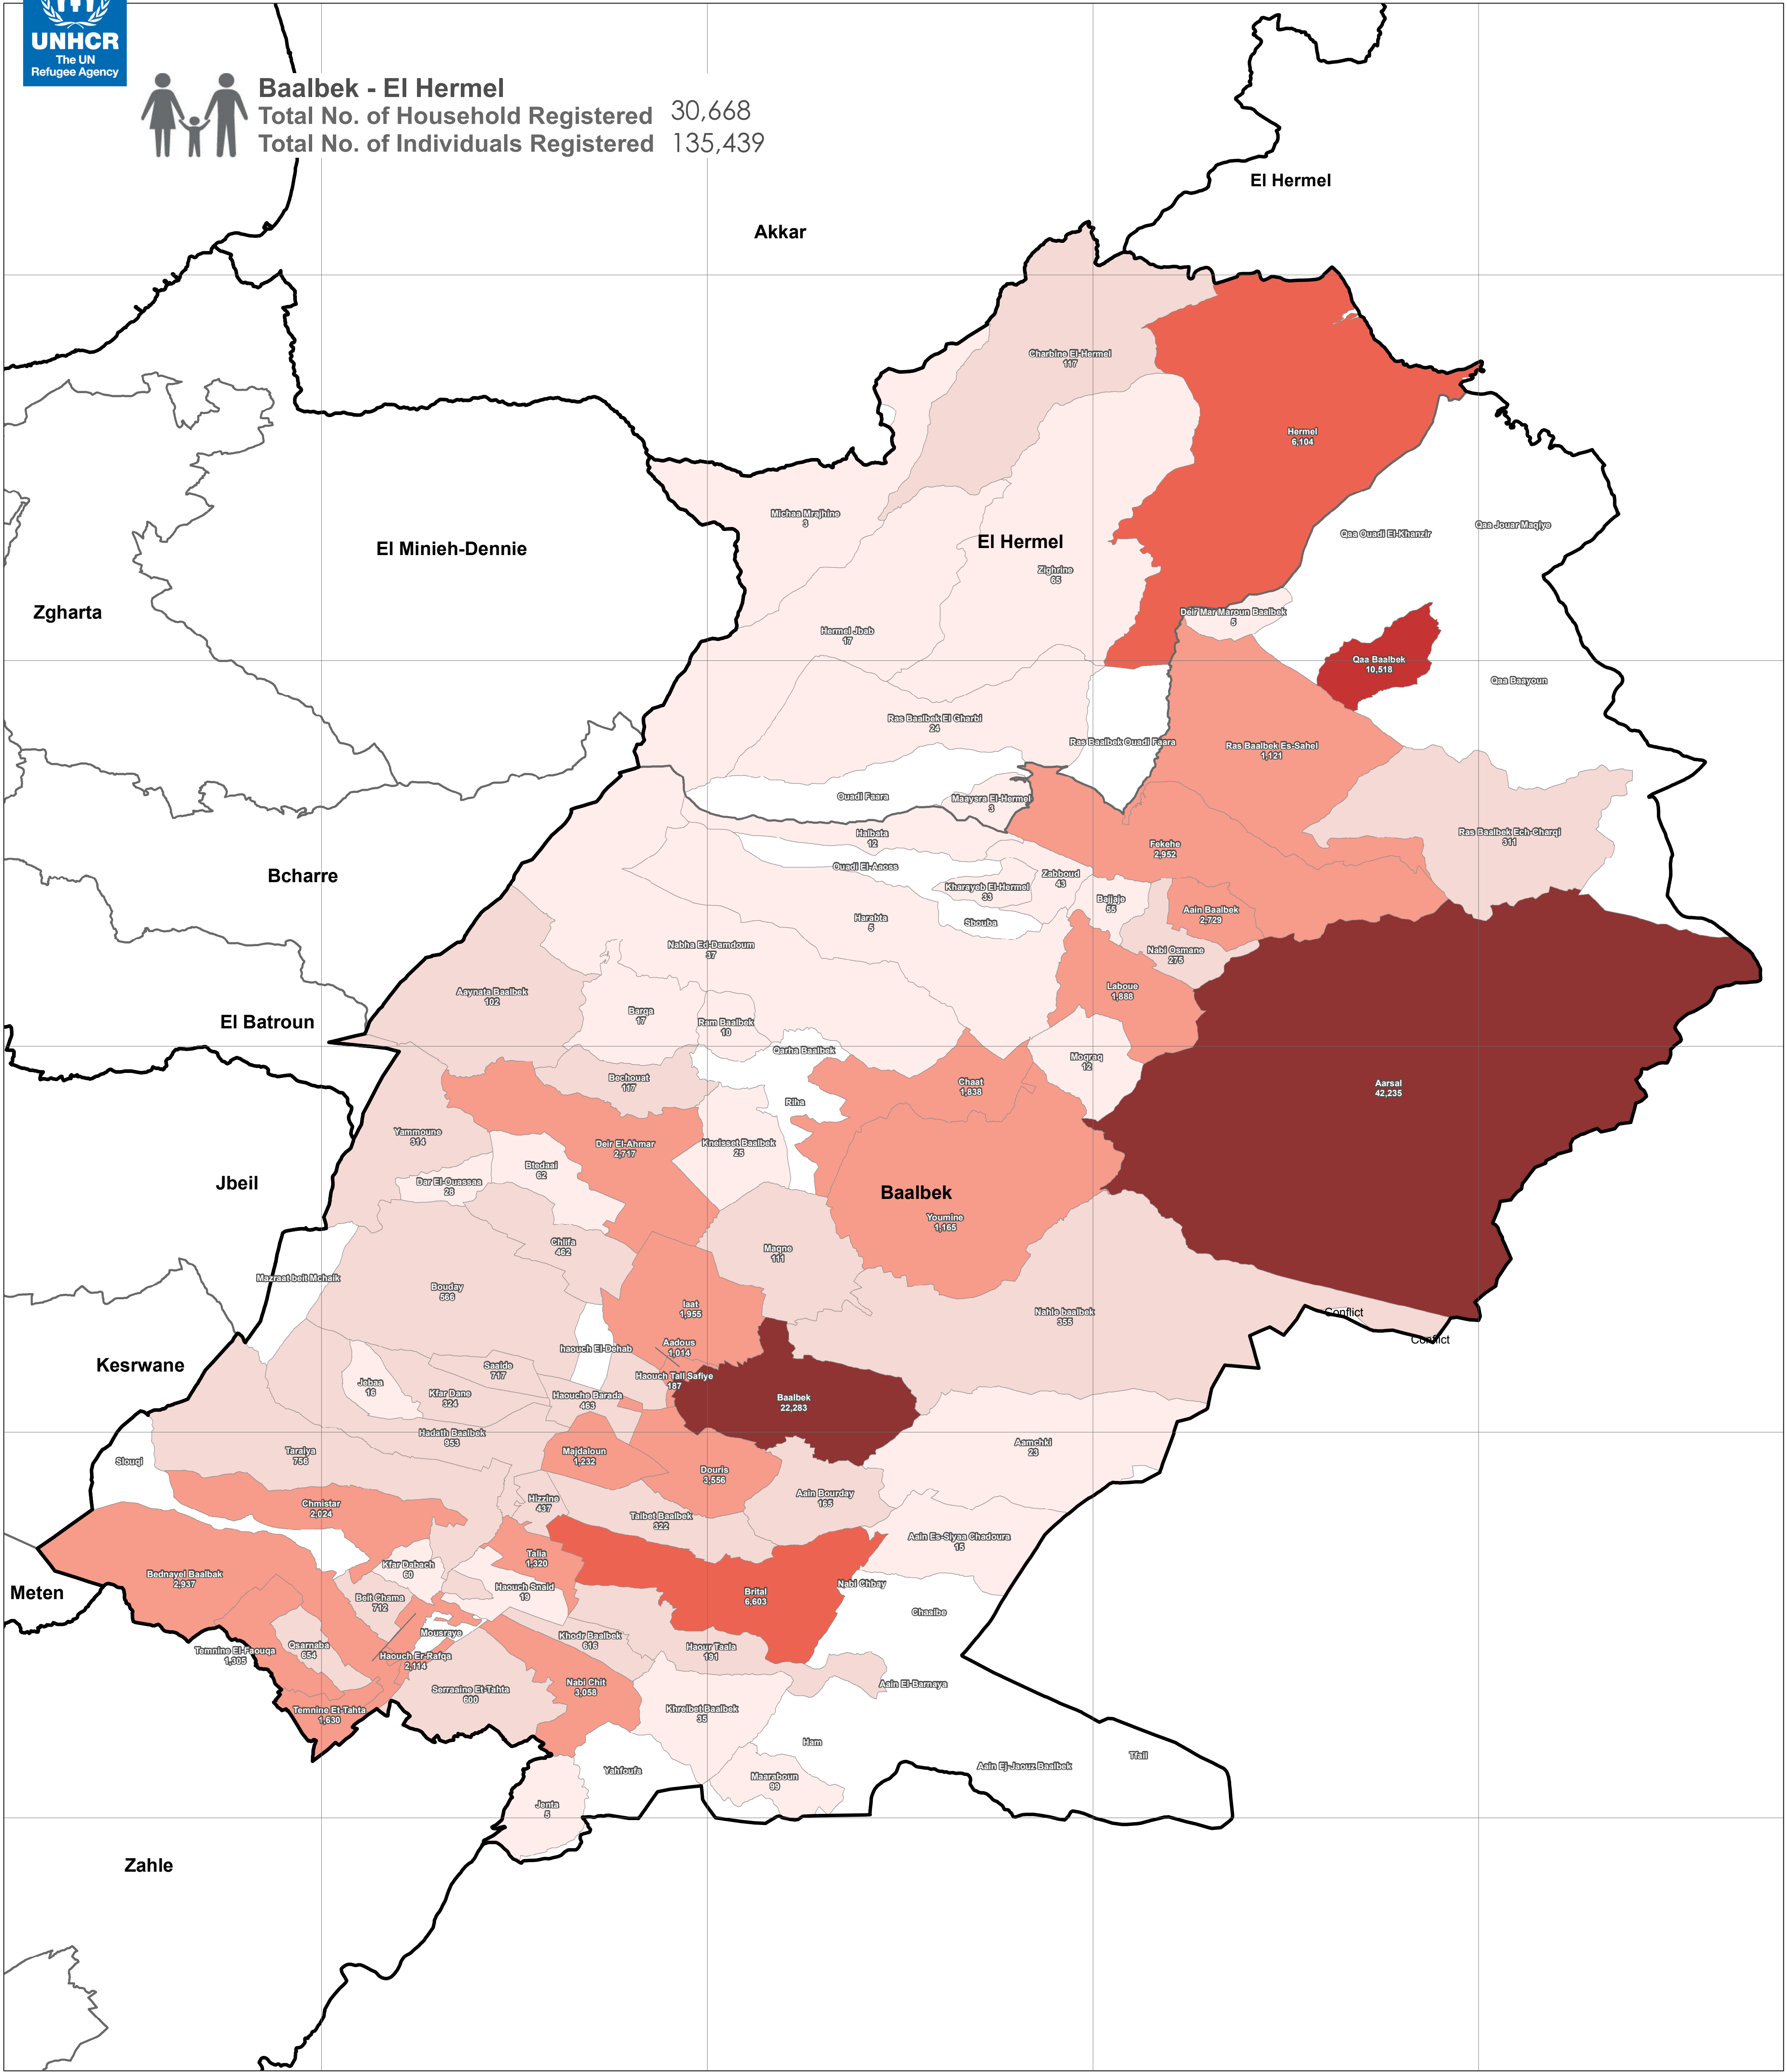 UNHCR
The UN
Refugee Agency
Baalbek - El Hermel
Total No. of Household Registered 30,668
Total No. of Individuals Registered 135,439
El Hermel
Akkar
Charbine El-Hermel
117
Hermel
6,104
Michaa Mrajhine
3
Qaa Jouar Maqiye
Qaa Ouadi El-Khanzir
El Hermel
El Minieh-Dennie
Zighrine
65
Zgharta
Deir Mar Maroun Baalbek
5
Hermel Jbab
17
Qaa Baalbek
10,518
Qaa Baayoun
Ras Baalbek El Gharbi
24
Ras Baalbek Ouadi Faara
Ras Baalbek Es-Sahel
1,121
Ouadi Faara
Maaysra El-Hermel
3
Halbata
12
Ras Baalbek Ech-Charqi
311
Fekehe
2,952
Ouadi El-Aaoss
Bcharre
Zabboud
43
Kharayeb El-Hermel
33
Bajjaje
55
Aain Baalbek
2,729
Harabta
5
Sbouba
Nabha Ed-Damdoum
37
Nabi Osmane
275
Aaynata Baalbek
102
Laboue
1,888
Barqa
17
Ram Baalbek
10
El Batroun
Qarha Baalbek
Moqraq
12
Bechouat
117
Chaat
1,838
Aarsal
42,235
Riha
Yammoune
314
Deir El-Ahmar
2,717
Kneisset Baalbek
25
Btedaai
62
Dar El-Ouassaa
28
Jbeil
Baalbek
Youmine
1,165
Chlifa
462
Maqne
111
Mazraat beit Mchaik
Bouday
566
Iaat
1,955
Nahle baalbek
355
Conflict
Conflict
Aadous
1,014
haouch El-Dehab
Kesrwane
Saaide
717
Haouch Tall Safiye
187
Jebaa
16
Kfar Dane
324
Haouche Barada
463
Baalbek
22,283
Hadath Baalbek
953
Aamchki
23
Taraiya
756
Majdaloun
1,232
Slouqi
Douris
3,556
Aain Bourday
165
Chmistar
2,024
Hizzine
437
Taibet Baalbek
322
Aain Es-Siyaa Chadoura
15
Talia
1,320
Kfar Dabach
60
Bednayel Baalbak
2,937
Nabi Chbay
Haouch Snaid
19
Brital
6,603
Meten
Beit Chama
712
Chaaibe
Mousraye
Khodr Baalbek
616
Qsarnaba
654
Temnine El-Faouqa
1,305
Haour Taala
191
Haouch Er-Rafqa
2,114
Nabi Chit
3,058
Aain El-Barnaya
Serraaine Et-Tahta
600
Khreibet Baalbek
35
Temnine Et-Tahta
1,630
Ham
Tfail
Aain Ej-Jaouz Baalbek
Yahfoufa
Maaraboun
99
Jenta
5
Zahle